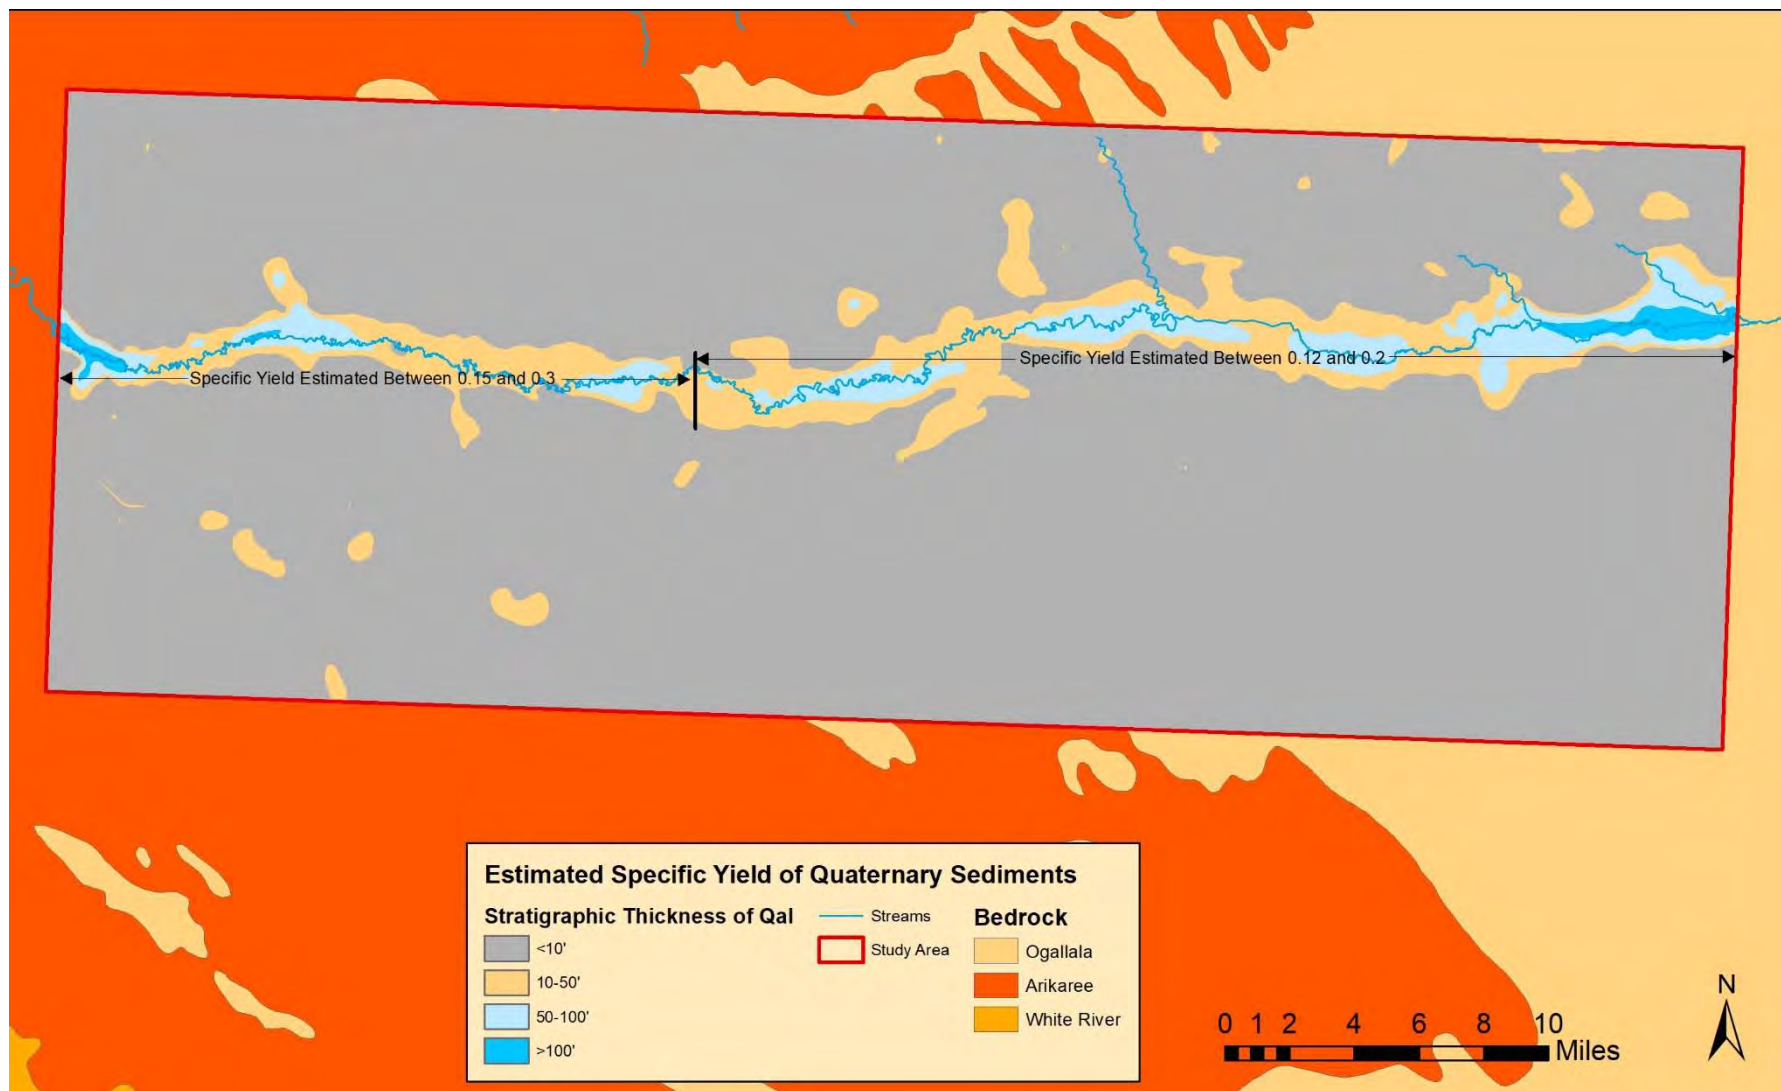 Specific Yield Estimated Between 0.12 and 0.2
Specific Yield Estimated Between 0.15 and 0.3
Estimated Specific Yield of Quaternary Sediments
Stratigraphic Thickness of Qal
<10'
10-50'
50-100'
>100'
Streams
Study Area
Bedrock
Ogallala
Arikaree
White River
0 1 2 4 6 8 10
Miles
N